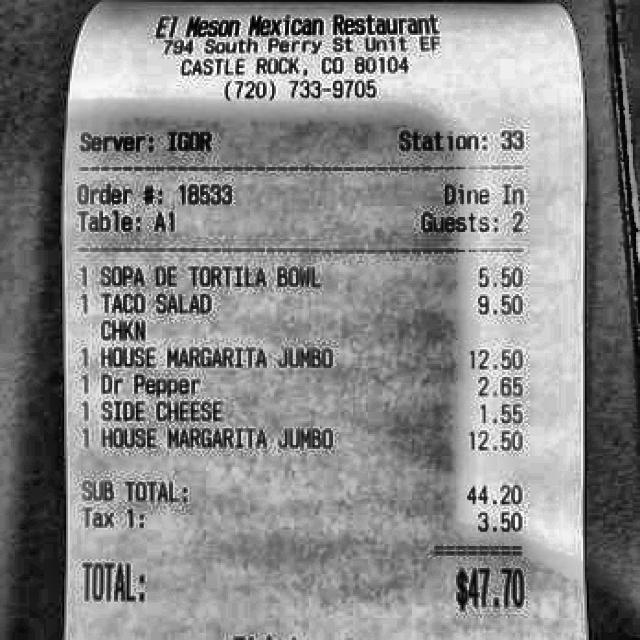 El Meson Mexican Restaurant
794 South Perry St Unit EF
CASTLE ROCK, CO 80104
(720) 733-9705
Server: IGOR Station: 33
Order #: 18533 Dine In
Table: A1 Guests: 2
1 SOPA DE TORTILA BOWL 5.50
1 TACO SALAD 9.50
CHKN
1 HOUSE MARGARITA JUMBO 12.50
1 Dr Pepper 2.65
1 SIDE CHEESE 1.55
1 HOUSE MARGARITA JUMBO 12.50
SUB TOTAL: 44.20
Tax 1: 3.50
TOTAL: $47.70